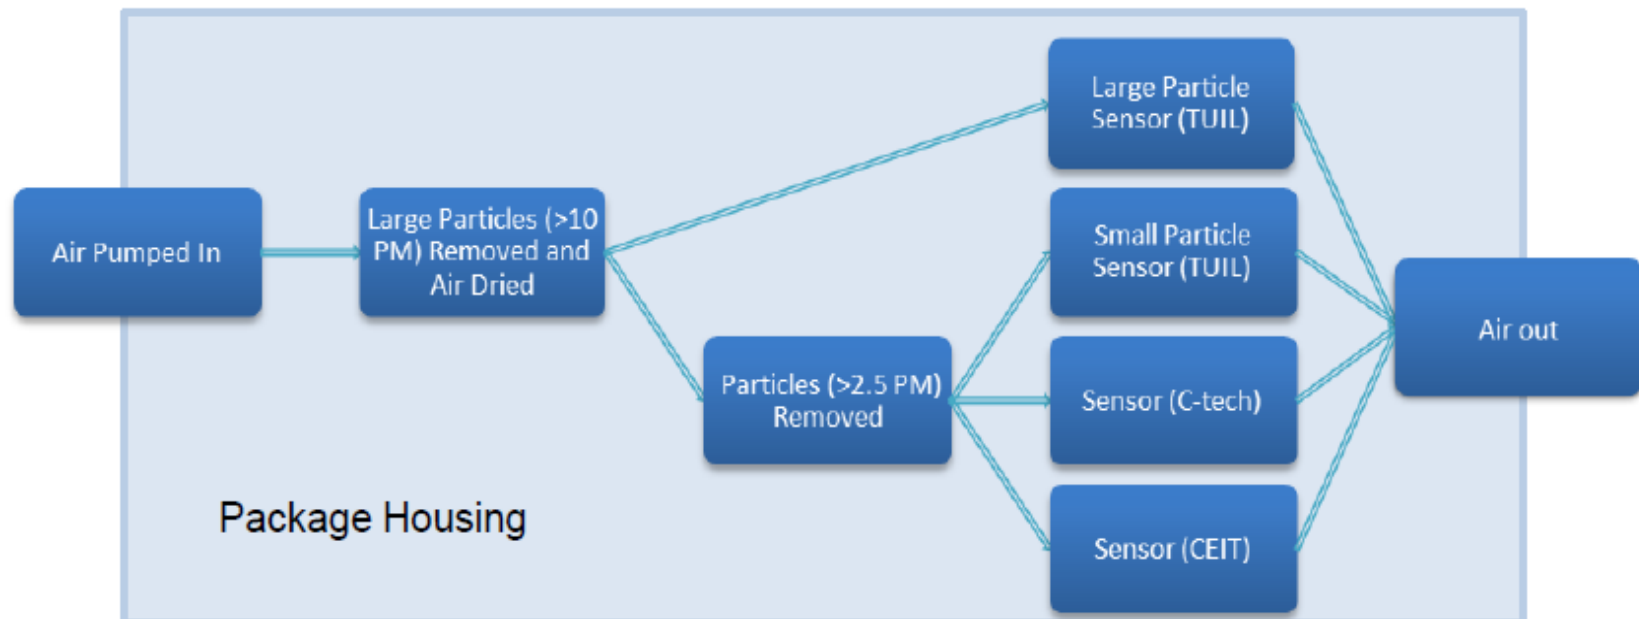 Air Pumped In
Large Particles (>10
PM) Removed and
Air Dried
Particles (>2.5 PM)
Removed
Large Particle
Sensor (TUIL)
Small Particle
Sensor (TUIL)
Sensor (C-tech)
Sensor (CEIT)
Air out
Package Housing